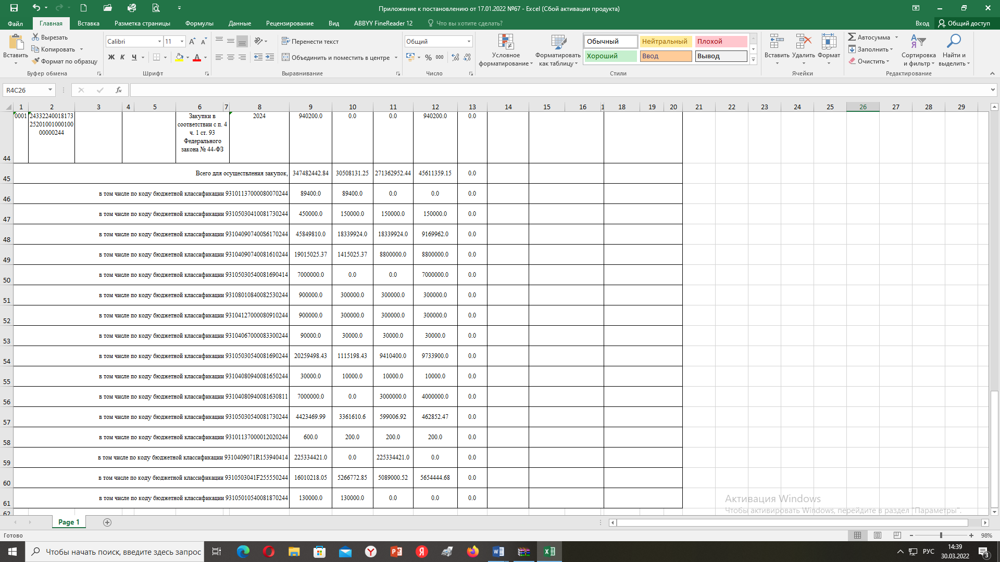 Приложение к постановлению от 17.01.2022 №67 - Excel (Сбой активации продукта)
Файл Главная Вставка Разметка страницы Формулы Данные Рецензирование Вид ABBYY FineReader 12 Что вы хотите сделать? Вход Общий доступ
Вставить
Вырезать
Копировать
Формат по образцу
Буфер обмена
Calibri 11
Ж К Ч
Шрифт
Перенести текст
Объединить и поместить в центре
Выравнивание
Общий
% 000
Число
Условное форматирование
Форматировать как таблицу
Обычный Нейтральный Плохой
Хороший Ввод Вывод
Стили
Вставить Удалить Формат
Ячейки
Автосумма
Заполнить
Очистить
Сортировка и фильтр
Найти и выделить
Редактирование
R4C26
fx
1 2 3 4 5 6 7 8 9 10 11 12 13 14 15 16 1 18 19 20 21 22 23 24 25 26 27 28 29
44 0001 24332240018173 25201001000100 00000244 Закупки в соответствии с п. 4 ч. 1 ст. 93 Федерального закона № 44-ФЗ 2024 940200.0 0.0 0.0 940200.0 0.0
45 Всего для осуществления закупок, 347482442.84 30508131.25 271362952.44 45611359.15 0.0
46 в том числе по коду бюджетной классификации 93101137000080070244 89400.0 89400.0 0.0 0.0 0.0
47 в том числе по коду бюджетной классификации 93105030410081730244 450000.0 150000.0 150000.0 150000.0 0.0
48 в том числе по коду бюджетной классификации 931040907400S6170244 45849810.0 18339924.0 18339924.0 9169962.0 0.0
49 в том числе по коду бюджетной классификации 93104090740081610244 19015025.37 1415025.37 8800000.0 8800000.0 0.0
50 в том числе по коду бюджетной классификации 93105030540081690414 7000000.0 0.0 0.0 7000000.0 0.0
51 в том числе по коду бюджетной классификации 93108010840082530244 900000.0 300000.0 300000.0 300000.0 0.0
52 в том числе по коду бюджетной классификации 93104127000080910244 900000.0 300000.0 300000.0 300000.0 0.0
53 в том числе по коду бюджетной классификации 93104067000083300244 90000.0 30000.0 30000.0 30000.0 0.0
54 в том числе по коду бюджетной классификации 93105030540081690244 20259498.43 1115198.43 9410400.0 9733900.0 0.0
55 в том числе по коду бюджетной классификации 93104080940081650244 30000.0 10000.0 10000.0 10000.0 0.0
56 в том числе по коду бюджетной классификации 93104080940081630811 7000000.0 0.0 3000000.0 4000000.0 0.0
57 в том числе по коду бюджетной классификации 93105030540081730244 4423469.99 3361610.6 599006.92 462852.47 0.0
58 в том числе по коду бюджетной классификации 93101137000012020244 600.0 200.0 200.0 200.0 0.0
59 в том числе по коду бюджетной классификации 9310409071R153940414 225334421.0 0.0 225334421.0 0.0 0.0
60 в том числе по коду бюджетной классификации 9310503041F255550244 16010218.05 5266772.85 5089000.52 5654444.68 0.0
61 в том числе по коду бюджетной классификации 93105010540081870244 130000.0 130000.0 0.0 0.0 0.0
62
Активация Windows
Чтобы активировать Windows, перейдите в раздел "Параметры".
Page 1
Готово
98%
Чтобы начать поиск, введите здесь запрос
РУС
14:39
30.03.2022
3